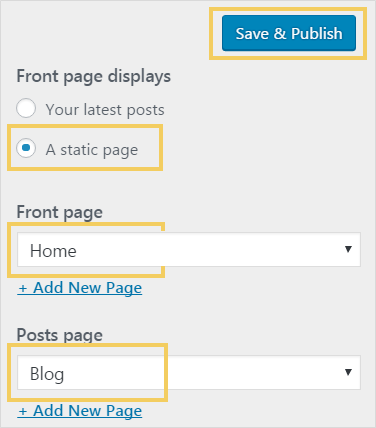 Save & Publish
Front page displays
Your latest posts
A static page
Front page
Home
+ Add New Page
Posts page
Blog
+ Add New Page